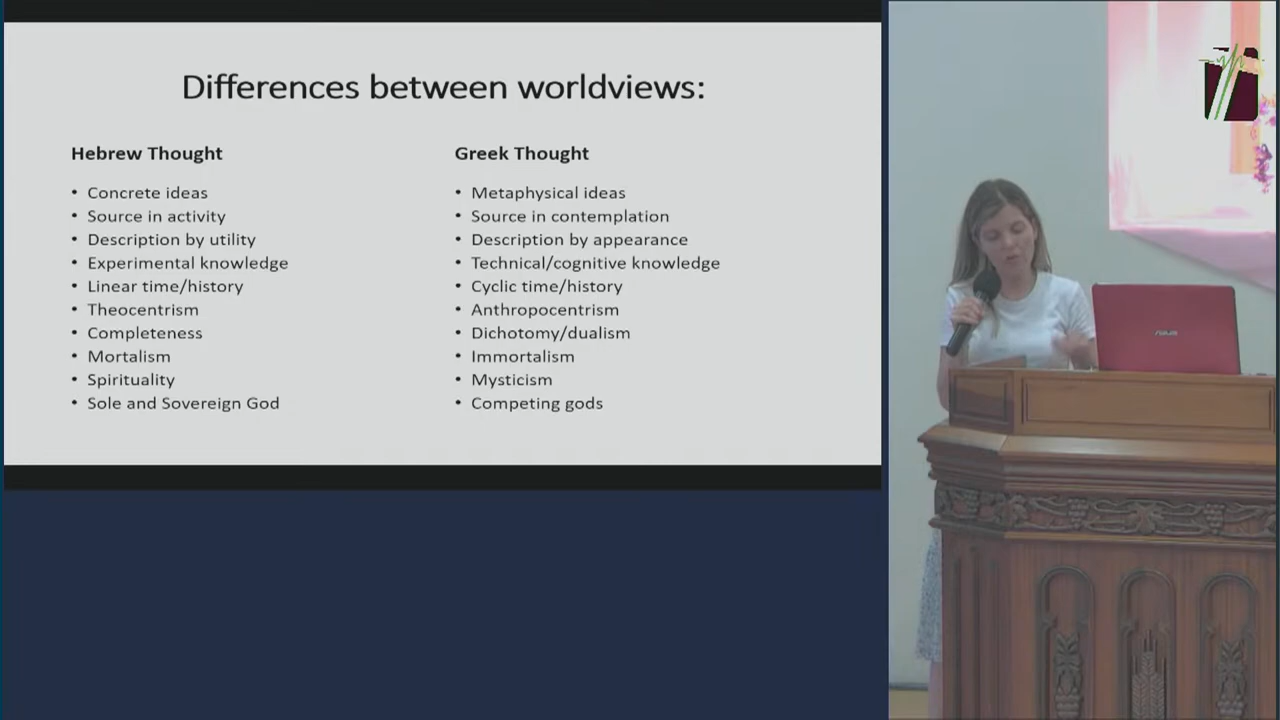 Differences between worldviews:
Hebrew Thought
• Concrete ideas
• Source in activity
• Description by utility
• Experimental knowledge
• Linear time/history
• Theocentrism
• Completeness
• Mortalism
• Spirituality
• Sole and Sovereign God
Greek Thought
• Metaphysical ideas
• Source in contemplation
• Description by appearance
• Technical/cognitive knowledge
• Cyclic time/history
• Anthropocentrism
• Dichotomy/dualism
• Immortalism
• Mysticism
• Competing gods
ASUS